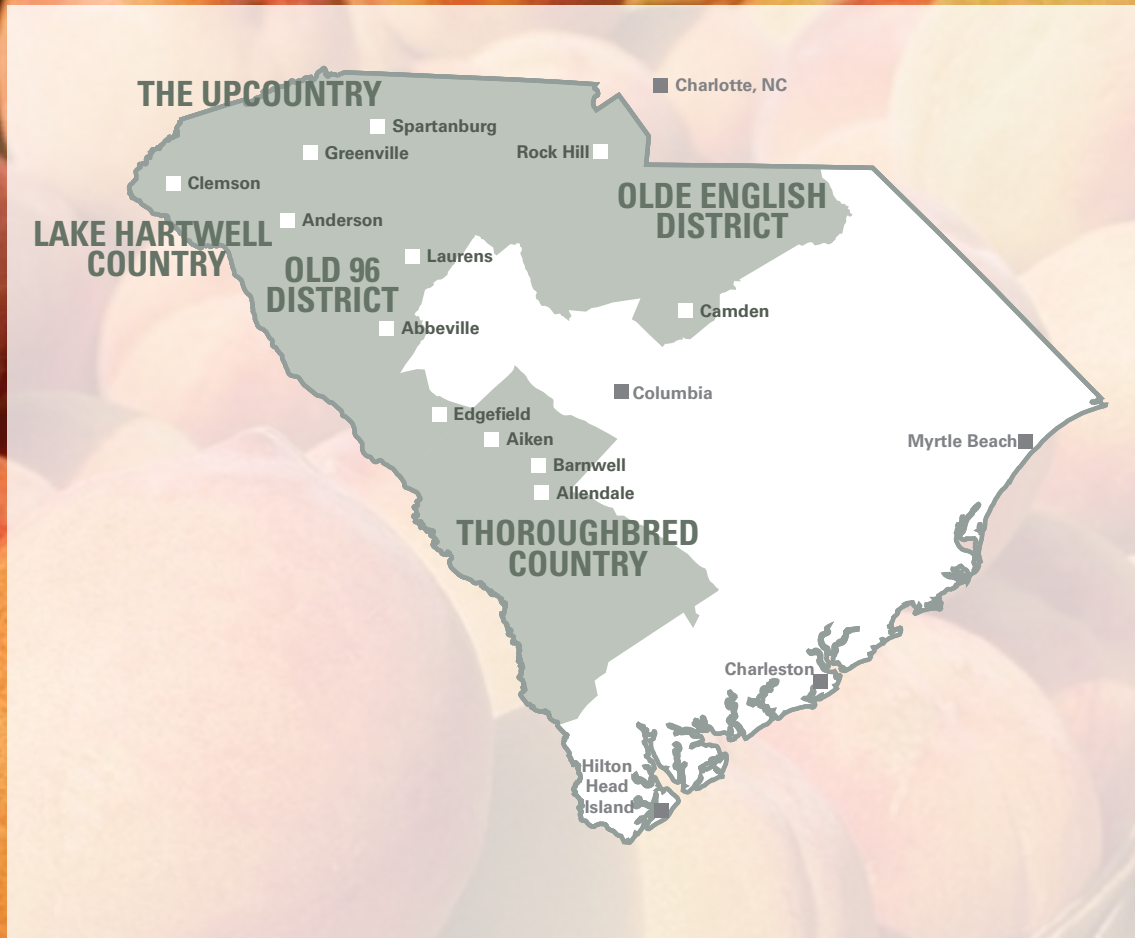 THE UPCOUNTRY
Charlotte, NC
Spartanburg
Greenville
Rock Hill
Clemson
OLDE ENGLISH
DISTRICT
Anderson
LAKE HARTWELL
COUNTRY
Laurens
OLD 96
DISTRICT
Camden
Abbeville
Columbia
Edgefield
Aiken
Myrtle Beach
Barnwell
Allendale
THOROUGHBRED
COUNTRY
Charleston
Hilton
Head
Island